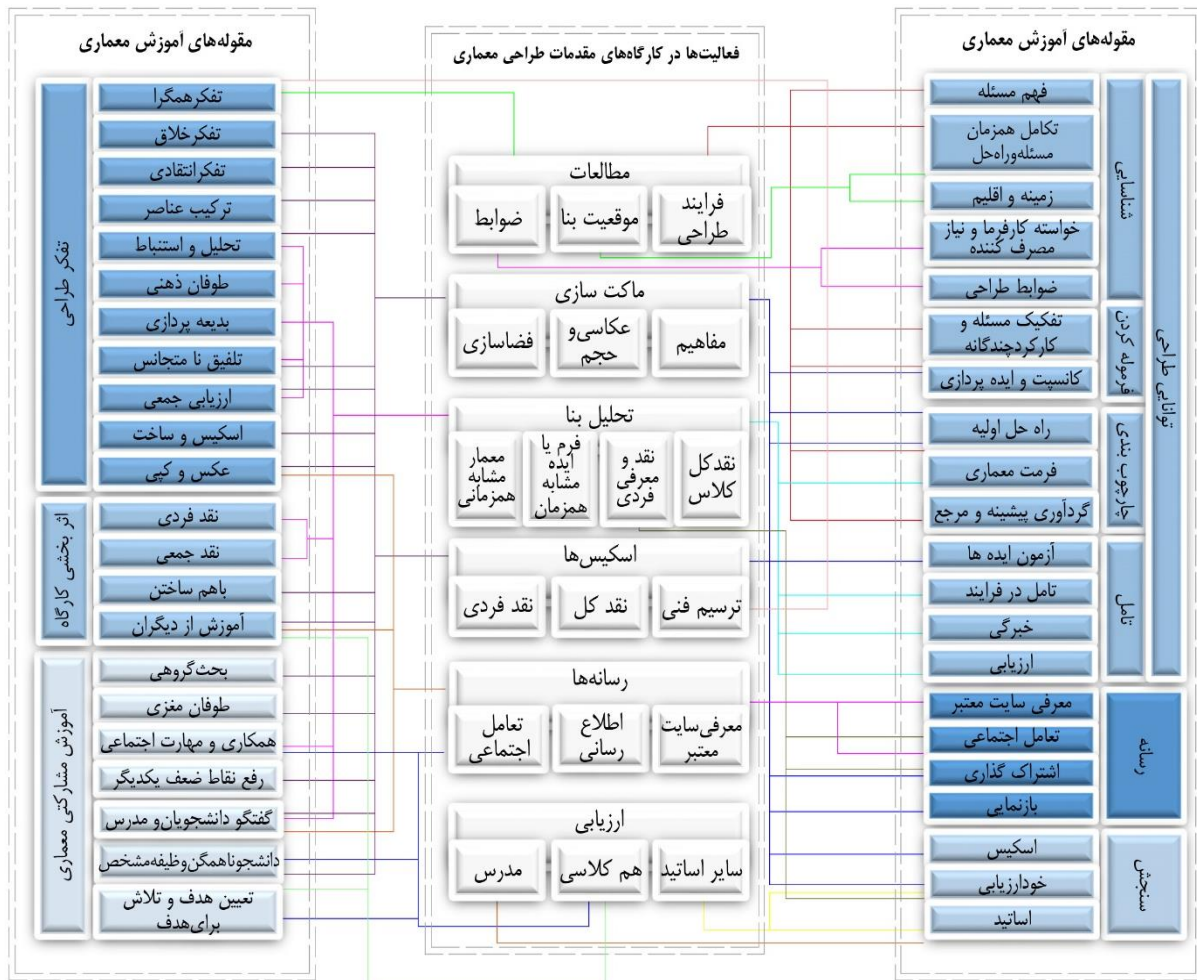 مقوله‌های آموزش معماری
توانایی طراحی
شناسایی
فهم مسئله
تکامل همزمان
مسئله‌وراه‌حل
زمینه و اقلیم
خواسته کارفرما و نیاز
مصرف کننده
ضوابط طراحی
فرموله کردن
تفکیک مسئله و
کارکردچندگانه
کانسپت و ایده پردازی
چارچوب بندی
راه حل اولیه
فرمت معماری
گردآوری پیشینه و مرجع
تامل
آزمون ایده ها
تامل در فرایند
خبرگی
ارزیابی
رسانه
معرفی سایت معتبر
تعامل اجتماعی
اشتراک گذاری
بازنمایی
سنجش
اسکیس
خودارزیابی
اساتید
فعالیت‌ها در کارگاه‌های مقدمات طراحی معماری
مطالعات
فرایند
طراحی
موقعیت بنا
ضوابط
ماکت سازی
مفاهیم
عکاسی‌و
حجم
فضاسازی
تحلیل بنا
نقدکل
کلاس
نقد و
معرفی
فردی
فرم یا
ایده
مشابه
همزمان
معمار
مشابه
همزمانی
اسکیس‌ها
ترسیم فنی
نقد کل
نقد فردی
رسانه‌ها
معرفی‌سایت
معتبر
اطلاع
رسانی
تعامل
اجتماعی
ارزیابی
سایر اساتید
هم کلاسی
مدرس
مقوله‌های آموزش معماری
تفکر طراحی
تفکرهمگرا
تفکرخلاق
تفکرانتقادی
ترکیب عناصر
تحلیل و استنباط
طوفان ذهنی
بدیعه پردازی
تلفیق نا متجانس
ارزیابی جمعی
اسکیس و ساخت
عکس و کپی
اثر بخشی کارگاه
نقد فردی
نقد جمعی
باهم ساختن
آموزش از دیگران
آموزش مشارکتی معماری
بحث‌گروهی
طوفان مغزی
همکاری و مهارت اجتماعی
رفع نقاط ضعف یکدیگر
گفتگو دانشجویان‌و مدرس
دانشجوناهمگن‌وظیفه‌مشخص
تعیین هدف و تلاش
برای‌هدف